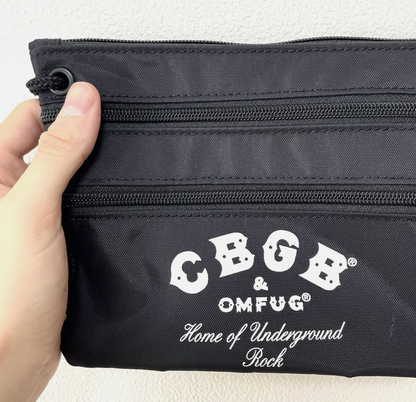 CBGB®
&
OMFUG®
Home of Underground
Rock